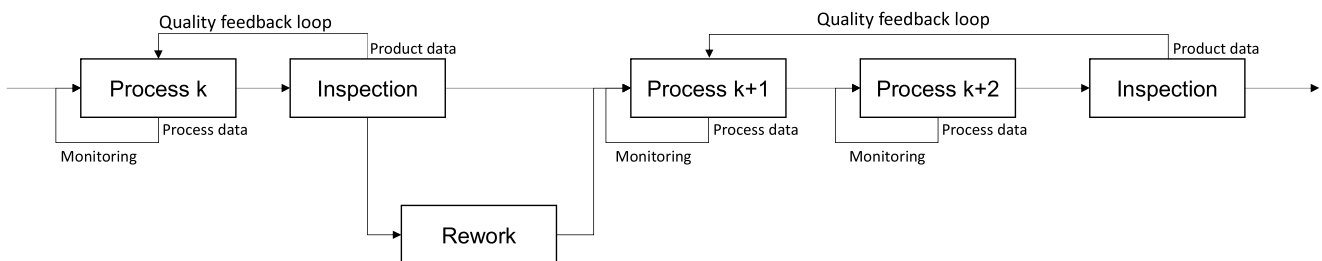 Quality feedback loop
Quality feedback loop
Product data
Product data
Process k
Inspection
Process k+1
Process k+2
Inspection
Process data
Process data
Process data
Monitoring
Monitoring
Monitoring
Rework